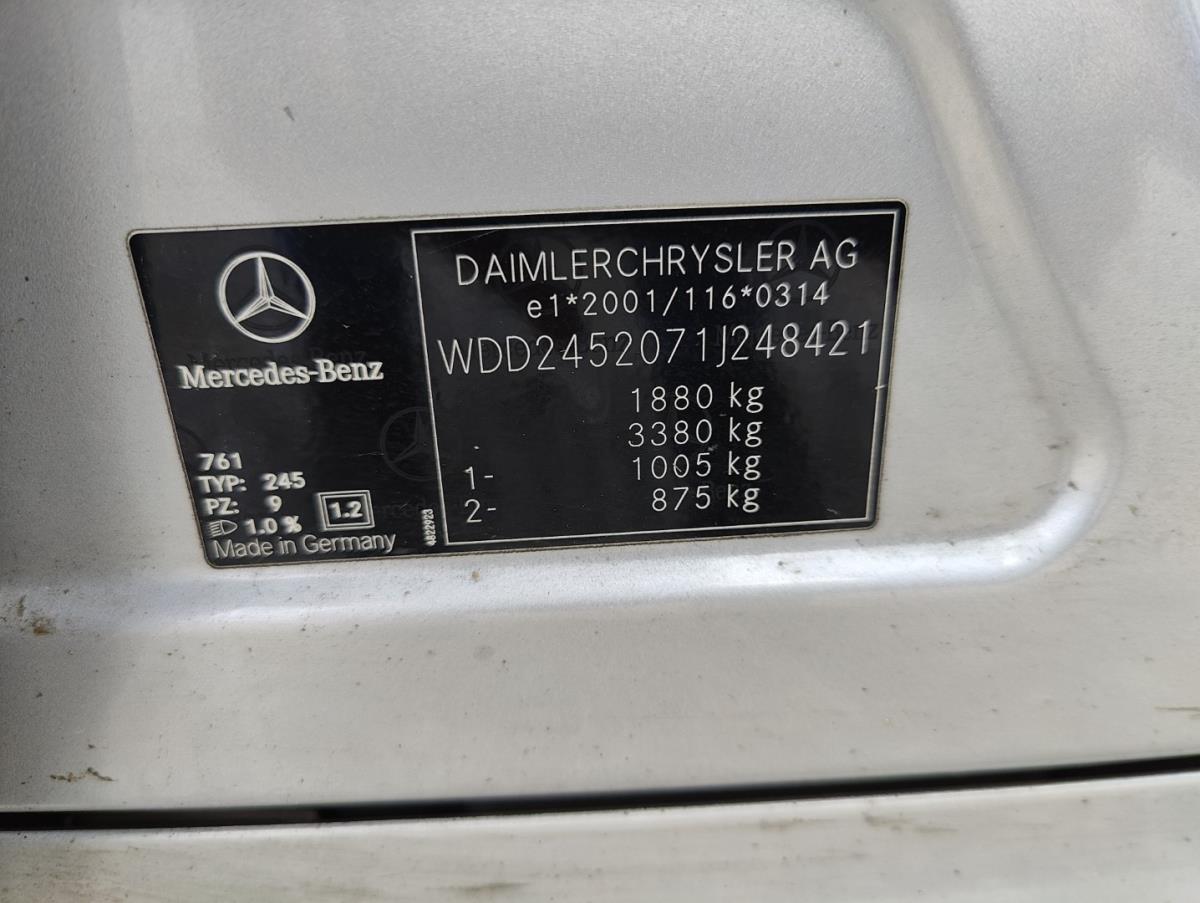 Mercedes-Benz
761
TYP: 245
PZ: 9
1.0 %
1.2
Made in Germany
4822923
DAIMLERCHRYSLER AG
e1*2001/116*0314
WDD2452071J248421
1880 kg
3380 kg
1- 1005 kg
2- 875 kg